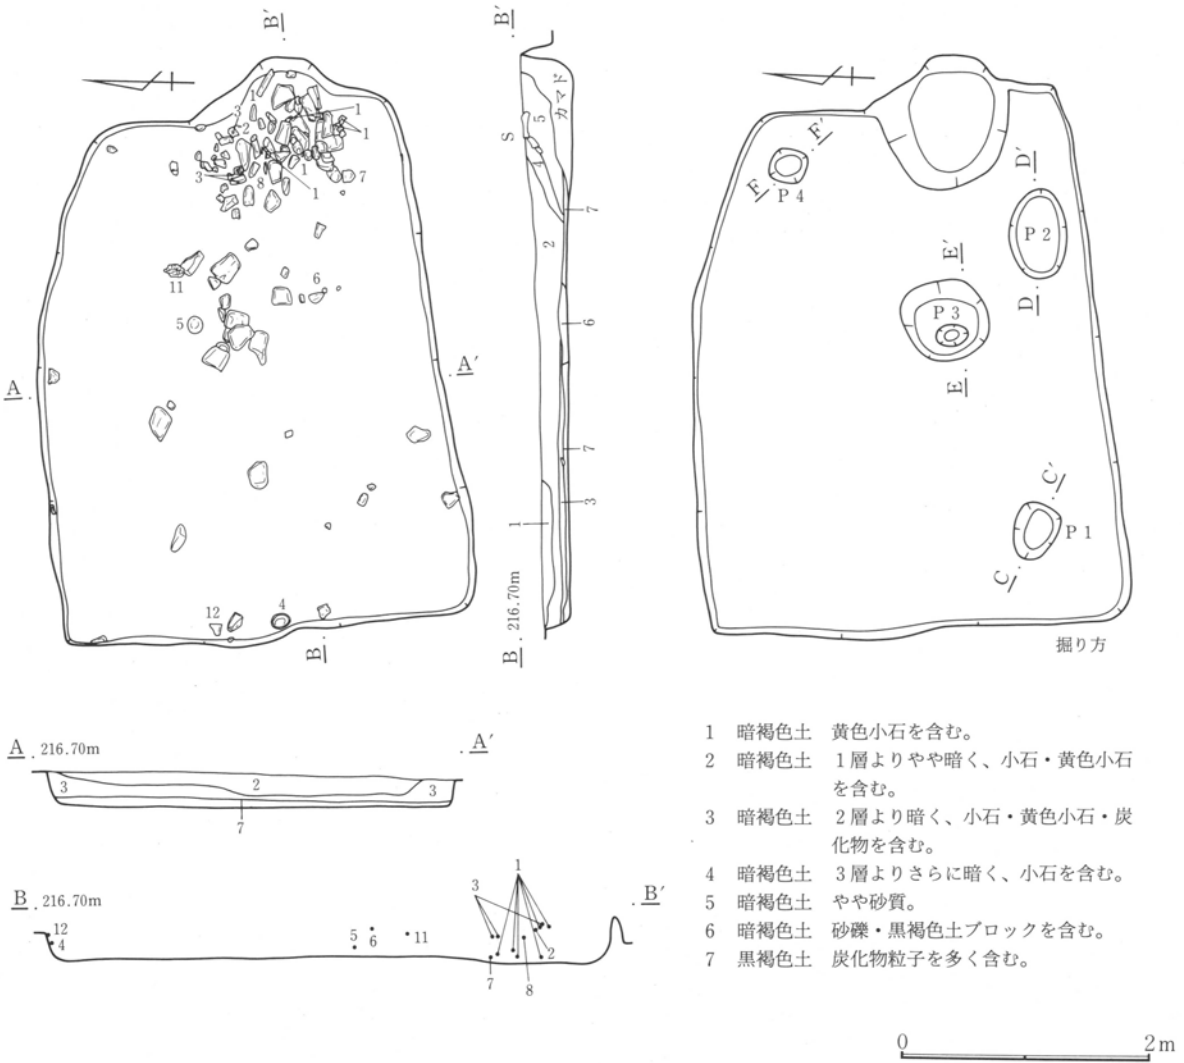 B′
1
3
2
1
1
3
8
1
1
7
11
6
5
A
A′
12
4
B
B′
カマド
S
5
4
7
2
6
7
3
1
B . 216.70m
F′
F
P 4
D′
P 2
D
E′
P 3
E
C′
P 1
C
掘り方
A . 216.70m
A′
3
2
3
7
B . 216.70m
B′
1
3
12
4
5
6
11
2
7
8
1 暗褐色土 黄色小石を含む。
2 暗褐色土 1層よりやや暗く、小石・黄色小石
を含む。
3 暗褐色土 2層より暗く、小石・黄色小石・炭
化物を含む。
4 暗褐色土 3層よりさらに暗く、小石を含む。
5 暗褐色土 やや砂質。
6 暗褐色土 砂礫・黒褐色土ブロックを含む。
7 黒褐色土 炭化物粒子を多く含む。
0 2m